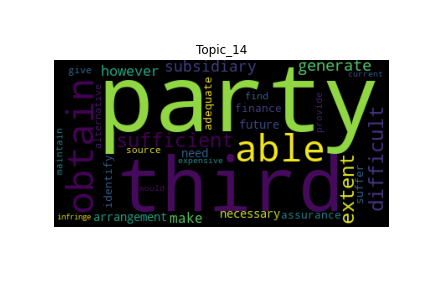 Topic_14
give
however
subsidiary
generate
current
party
obtain
alternative
adequate
find
finance
future
provide
difficult
sufficient
able
maintain
source
need
expensive
identify
third
would
extent
suffer
infringe
arrangement
make
necessary
assurance